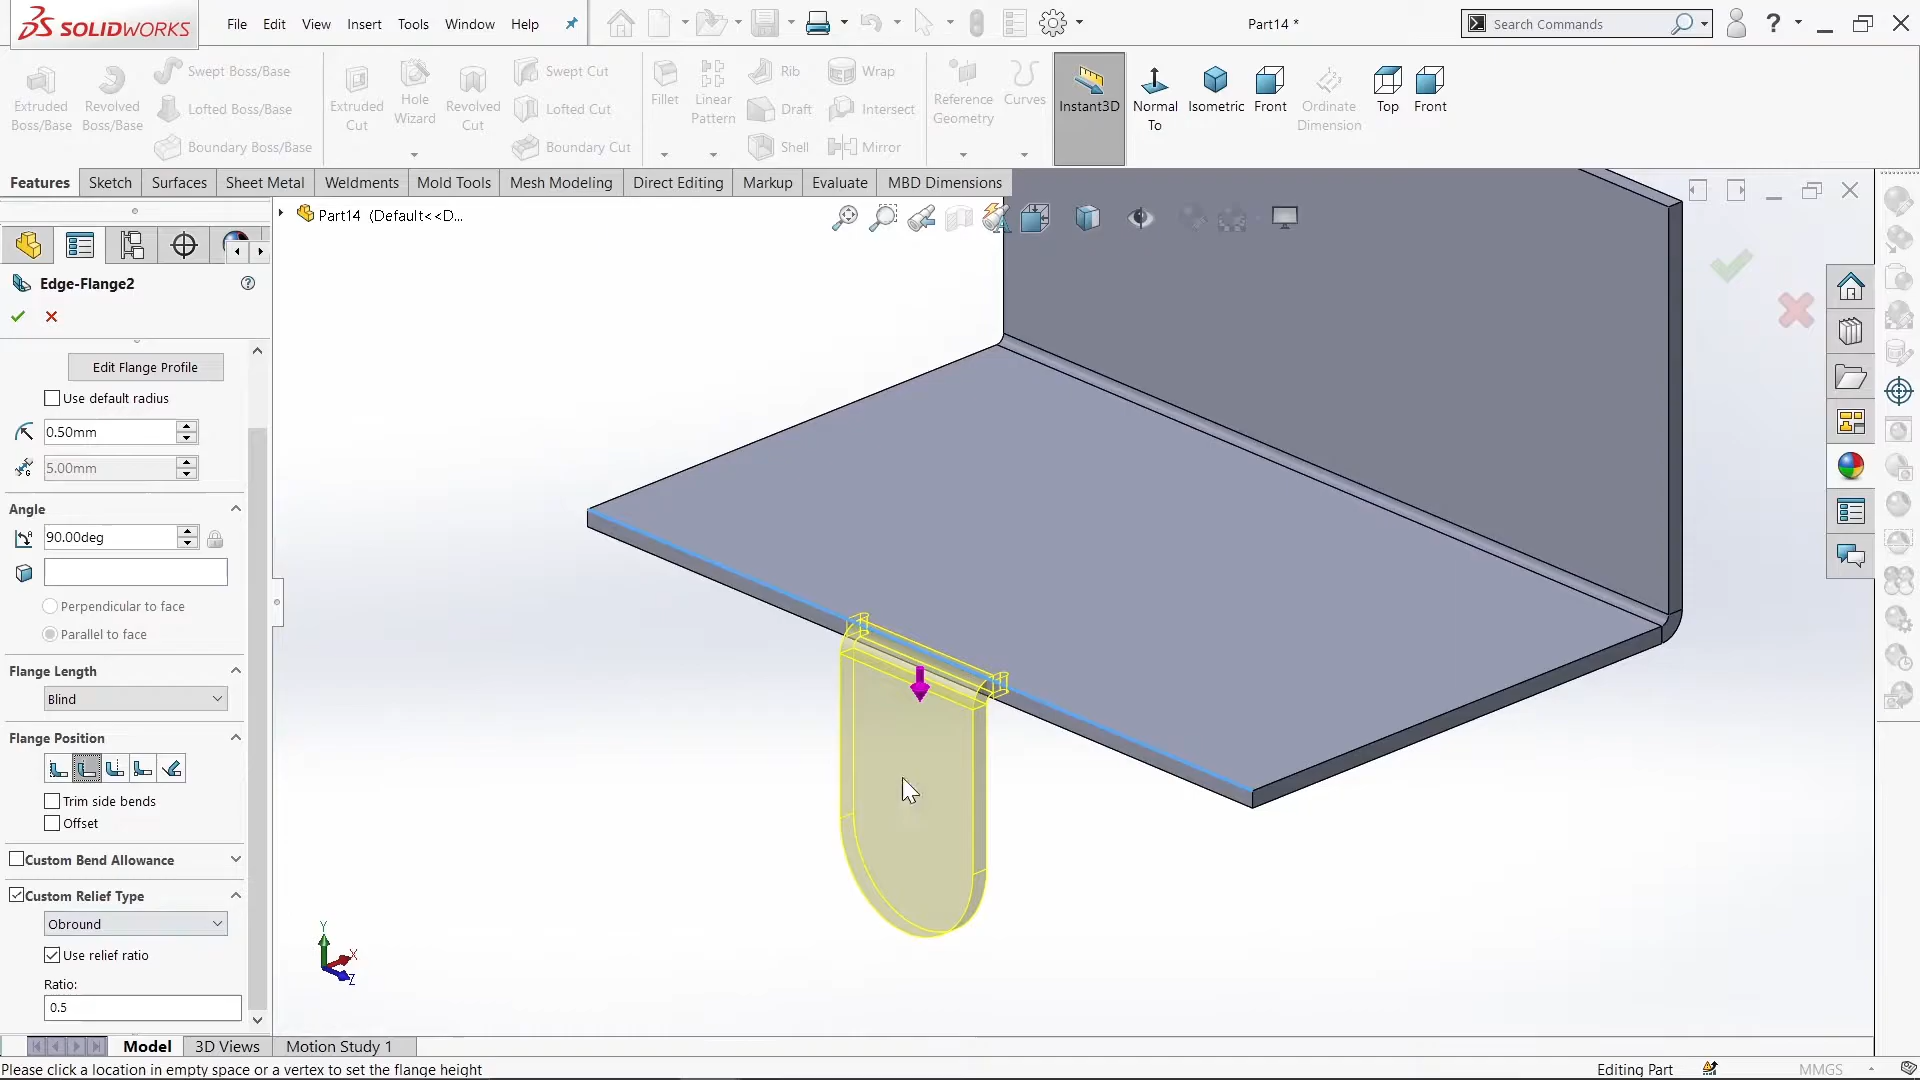 SOLIDWORKS
File Edit View Insert Tools Window Help
Part14 *
Search Commands
Extruded Boss/Base
Revolved Boss/Base
Swept Boss/Base
Lofted Boss/Base
Boundary Boss/Base
Extruded Cut
Hole Wizard
Revolved Cut
Swept Cut
Lofted Cut
Boundary Cut
Fillet
Linear Pattern
Rib
Draft
Shell
Wrap
Intersect
Mirror
Reference Geometry
Curves
Instant3D
Normal To
Isometric
Front
Ordinate Dimension
Top
Front
Features Sketch Surfaces Sheet Metal Weldments Mold Tools Mesh Modeling Direct Editing Markup Evaluate MBD Dimensions
Part14 (Default<<D...
Edge-Flange2
Edit Flange Profile
Use default radius
0.50mm
5.00mm
Angle
90.00deg
Perpendicular to face
Parallel to face
Flange Length
Blind
Flange Position
Trim side bends
Offset
Custom Bend Allowance
Custom Relief Type
Obround
Use relief ratio
Ratio:
0.5
Y
X
Z
Model 3D Views Motion Study 1
Please click a location in empty space or a vertex to set the flange height
Editing Part
MMGS